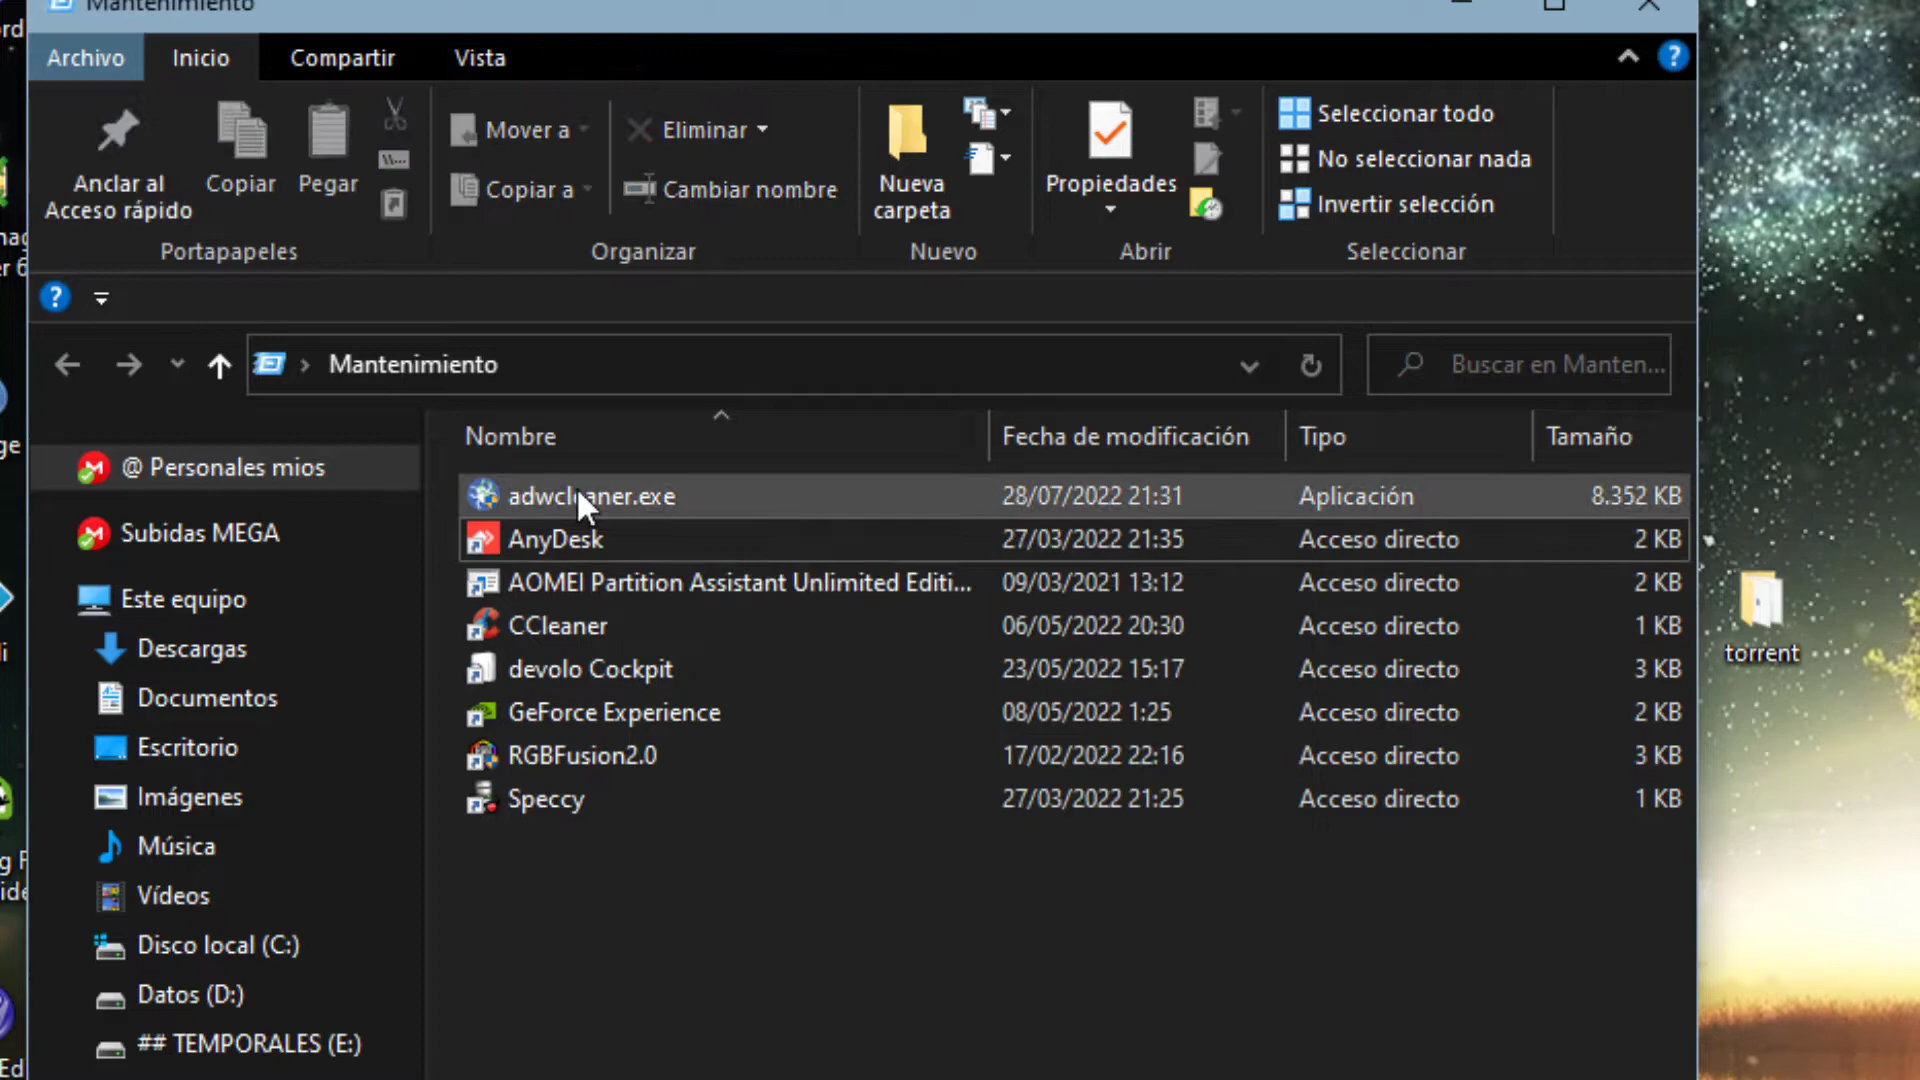 Mantenimiento
Archivo
Inicio
Compartir
Vista
Anclar al
Acceso rápido
Copiar
Pegar
Portapapeles
Mover a
Copiar a
Eliminar
Cambiar nombre
Organizar
Nueva
carpeta
Nuevo
Propiedades
Abrir
Seleccionar todo
No seleccionar nada
Invertir selección
Seleccionar
Mantenimiento
Buscar en Manten...
@ Personales mios
Subidas MEGA
Este equipo
Descargas
Documentos
Escritorio
Imágenes
Música
Vídeos
Disco local (C:)
Datos (D:)
## TEMPORALES (E:)
Nombre Fecha de modificación Tipo Tamaño
adwcleaner.exe 28/07/2022 21:31 Aplicación 8.352 KB
AnyDesk 27/03/2022 21:35 Acceso directo 2 KB
AOMEI Partition Assistant Unlimited Editi... 09/03/2021 13:12 Acceso directo 2 KB
CCleaner 06/05/2022 20:30 Acceso directo 1 KB
devolo Cockpit 23/05/2022 15:17 Acceso directo 3 KB
GeForce Experience 08/05/2022 1:25 Acceso directo 2 KB
RGBFusion2.0 17/02/2022 22:16 Acceso directo 3 KB
Speccy 27/03/2022 21:25 Acceso directo 1 KB
torrent